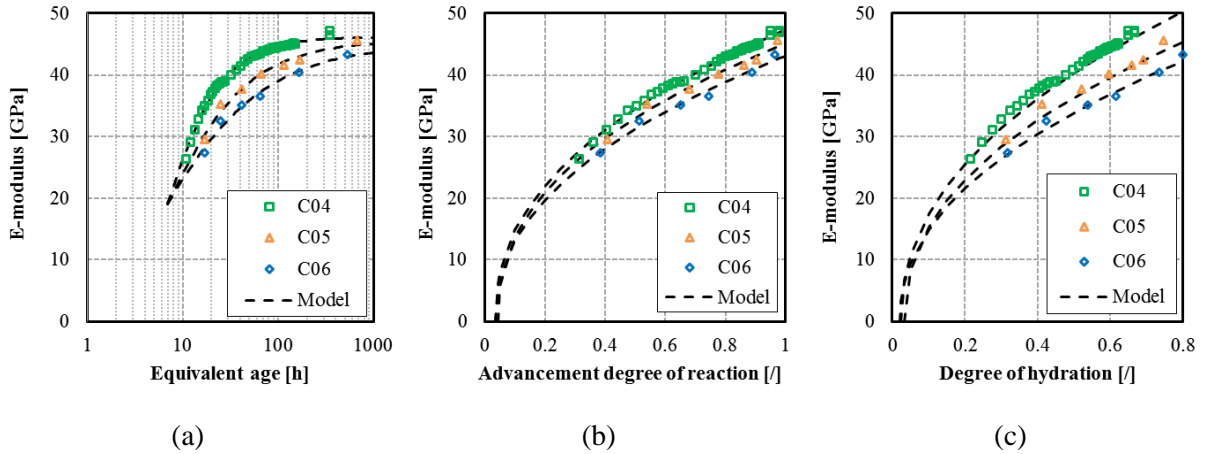 E-modulus [GPa]
50
40
30
20
10
0
C04
C05
C06
Model
1
10
100
1000
Equivalent age [h]
(a)
E-modulus [GPa]
50
40
30
20
10
0
C04
C05
C06
Model
0
0.2
0.4
0.6
0.8
1
Advancement degree of reaction [/]
(b)
E-modulus [GPa]
50
40
30
20
10
0
C04
C05
C06
Model
0
0.2
0.4
0.6
0.8
Degree of hydration [/]
(c)